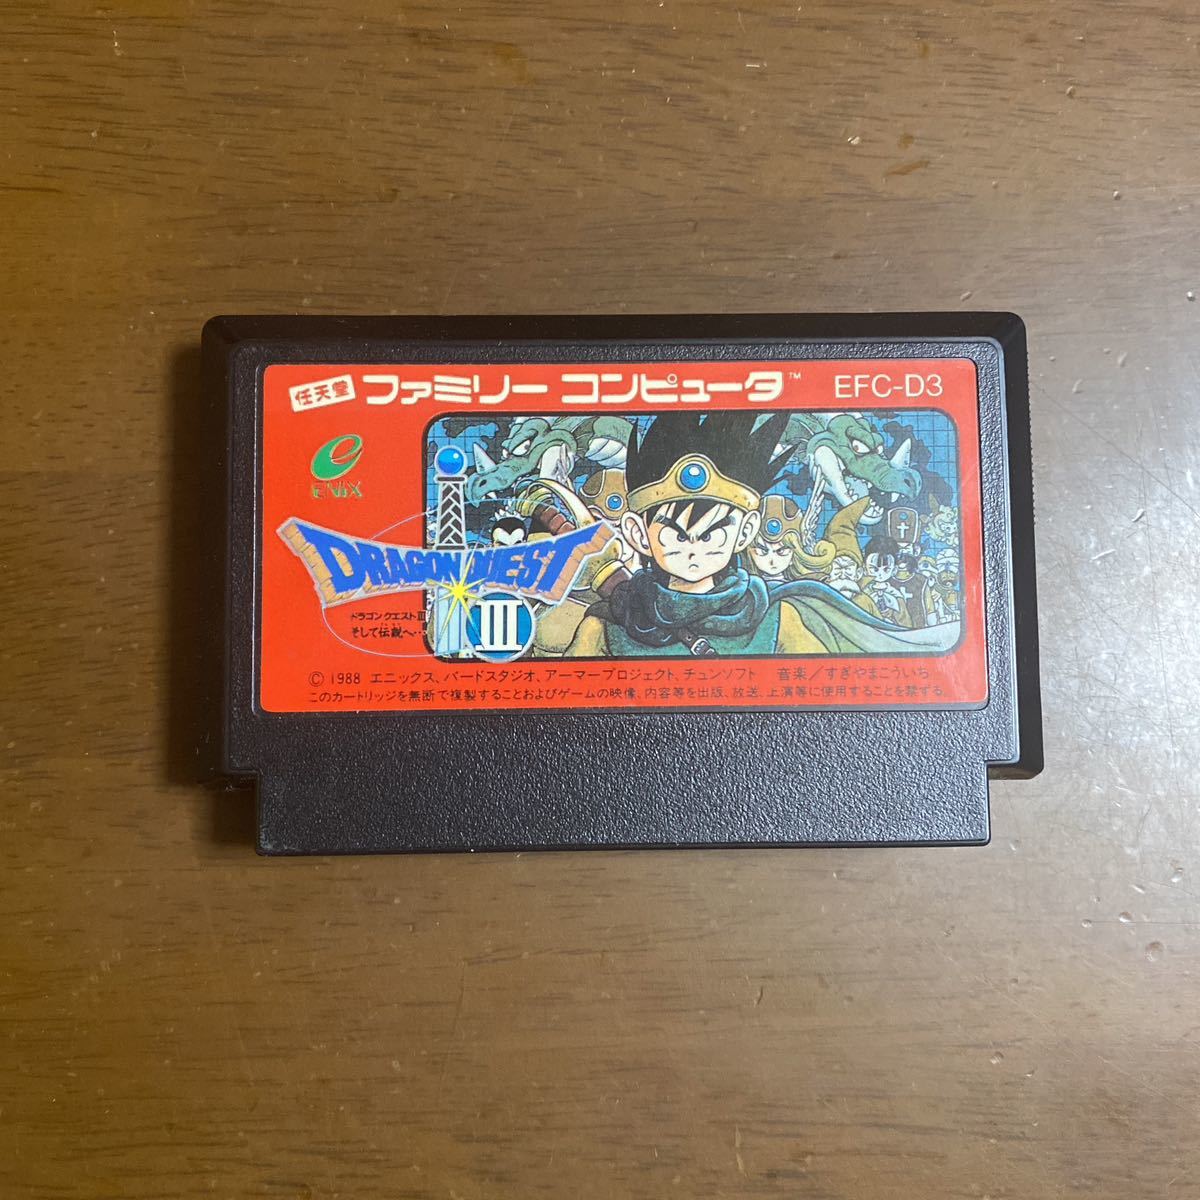 任天堂 ファミリー コンピュータ™ EFC-D3
ENIX
DRAGON QUEST
III
ドラゴンクエストIII
そして伝説へ…
© 1988 エニックス、バードスタジオ、アーマープロジェクト、チュンソフト 音楽／すぎやまこういち
このカートリッジを無断で複製することおよびゲームの映像、内容等を出版、放送、上演等に使用することを禁ずる。